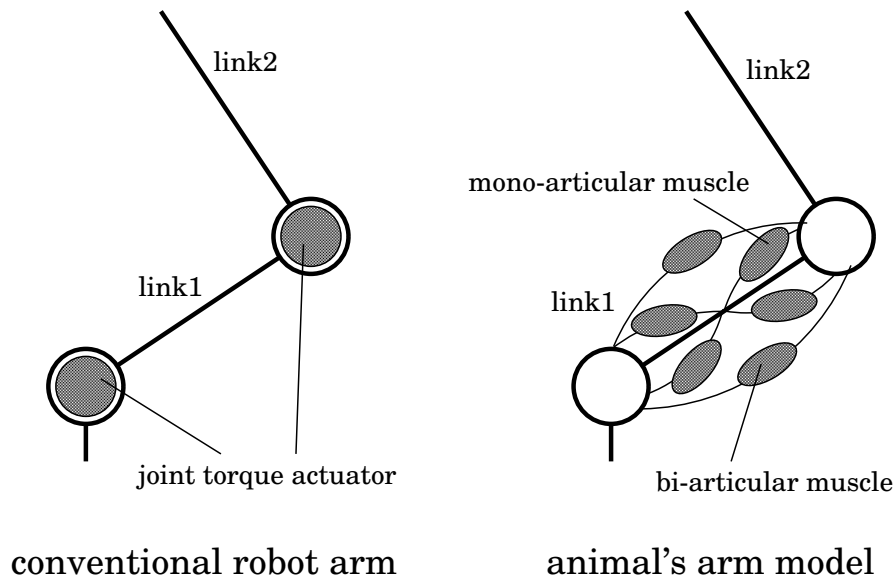 link2
link1
joint torque actuator
conventional robot arm
link2
mono-articular muscle
link1
bi-articular muscle
animal's arm model